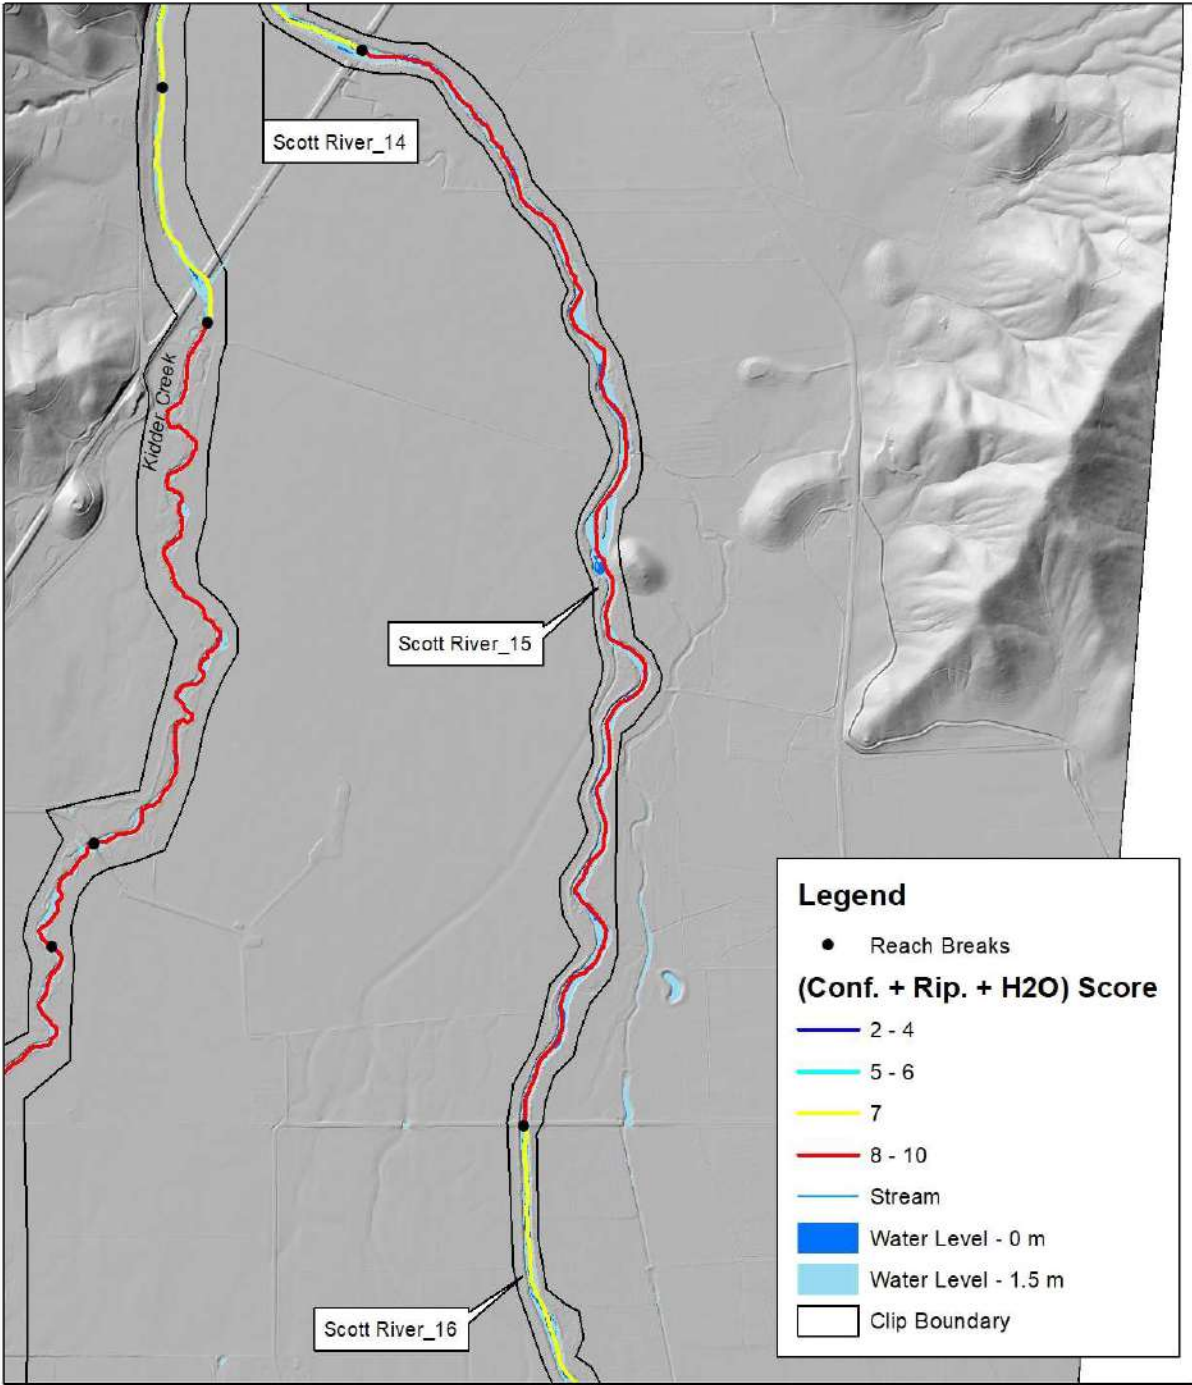 Scott River_14
Kidder Creek
Scott River_15
Scott River_16
Legend
Reach Breaks
(Conf. + Rip. + H2O) Score
2 - 4
5 - 6
7
8 - 10
Stream
Water Level - 0 m
Water Level - 1.5 m
Clip Boundary